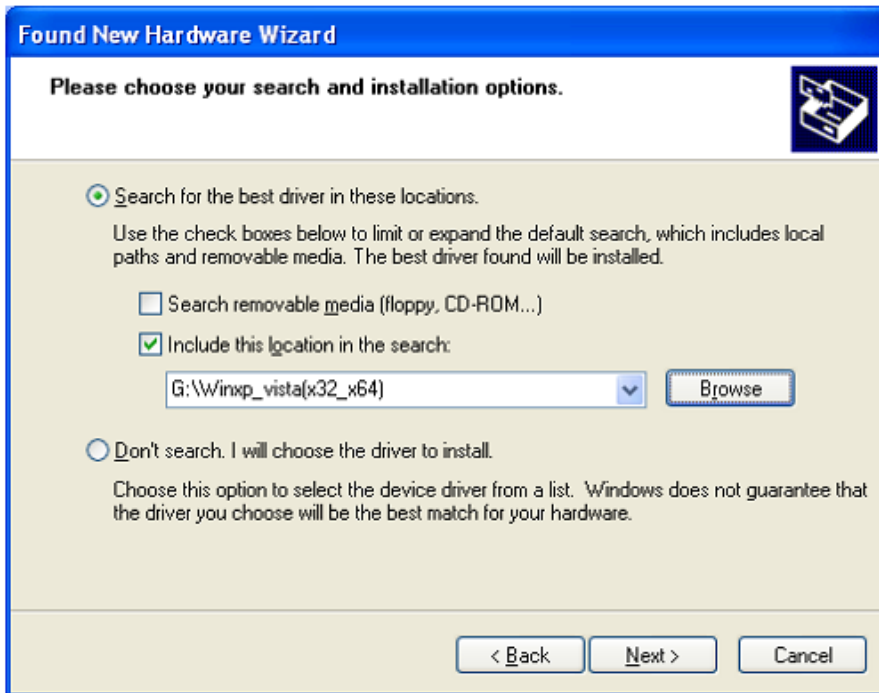 Found New Hardware Wizard
Please choose your search and installation options.
Search for the best driver in these locations.
Use the check boxes below to limit or expand the default search, which includes local
paths and removable media. The best driver found will be installed.
Search removable media (floppy, CD-ROM...)
Include this location in the search:
G:\Winxp_vista(x32_x64)
Browse
Don't search. I will choose the driver to install.
Choose this option to select the device driver from a list. Windows does not guarantee that
the driver you choose will be the best match for your hardware.
< Back
Next >
Cancel